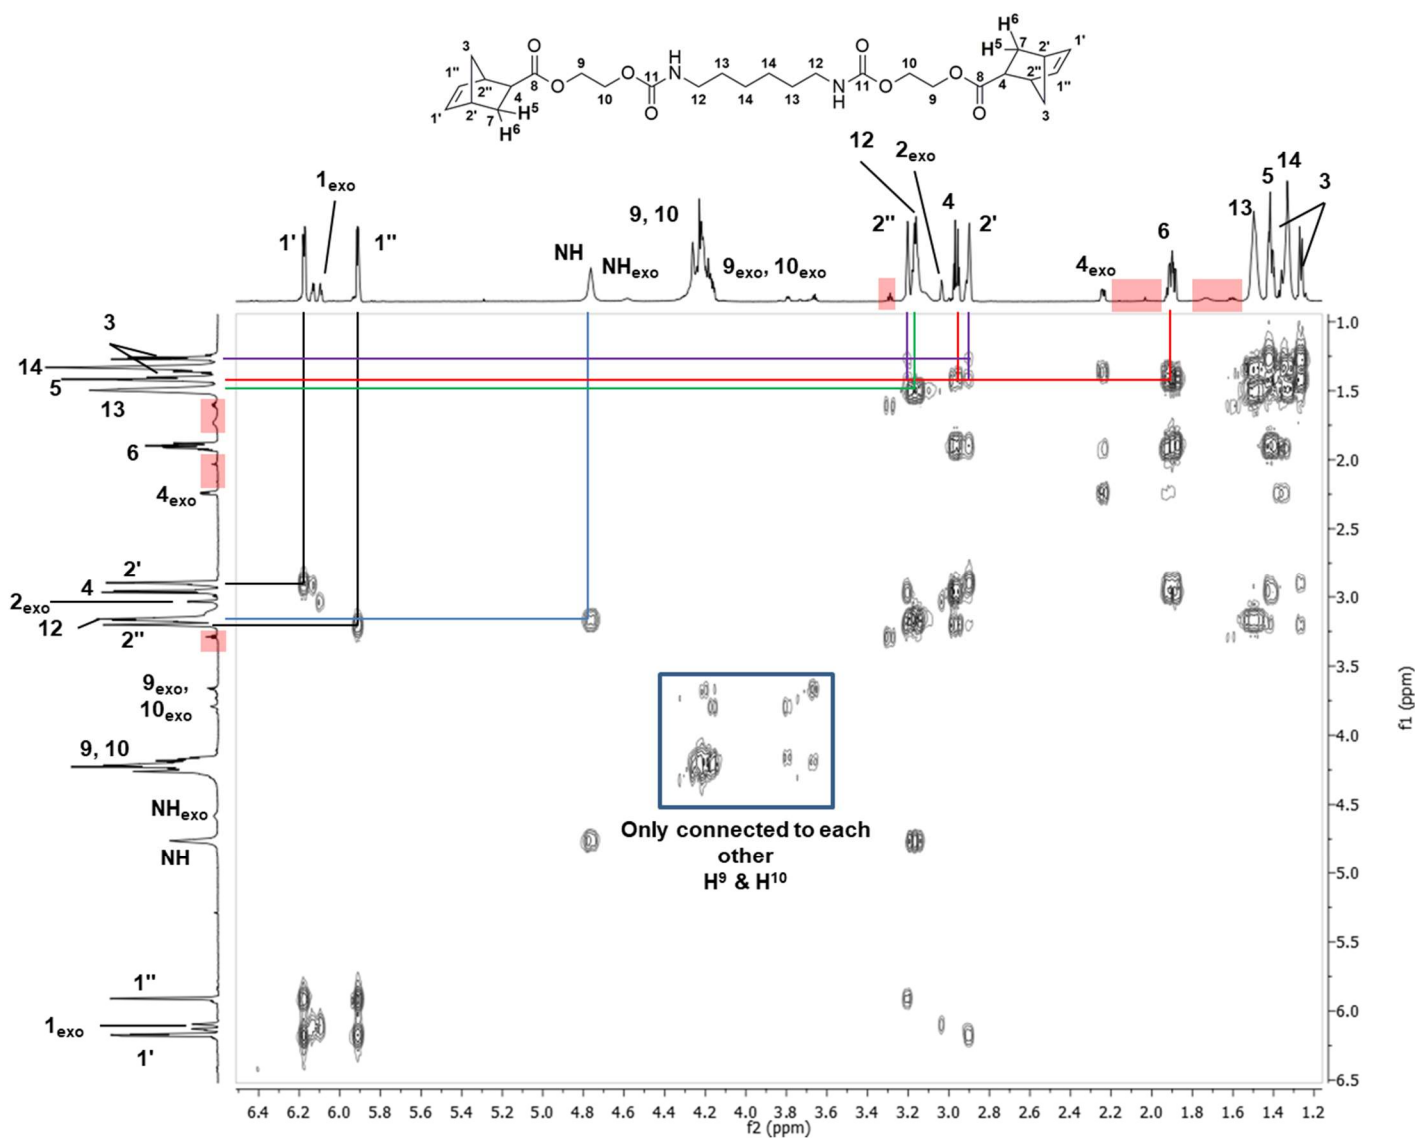 H⁶
3 O 9 O 11 H N 13 14 12 O 10 O 8 H⁵ 7 2' 1'
1'' 8 O 10 O 12 14 13 N H 11 O 9 O 4 2'' 1''
2'' 4 H⁵ O O 3
1' 2' 7 H⁶
12 2exo 14
1exo 5 3
9, 10 2'' 4 2' 13
1' 1'' NH NHexo 6
9exo, 10exo 4exo
3
14
5
13
6
4exo
2'
4
2exo
12
2''
9exo,
10exo
9, 10
NHexo
NH
1''
1exo
1'
Only connected to each
other
H⁹ & H¹⁰
1.0
1.5
2.0
2.5
3.0
3.5
4.0
4.5
5.0
5.5
6.0
6.5
f1 (ppm)
6.4 6.2 6.0 5.8 5.6 5.4 5.2 5.0 4.8 4.6 4.4 4.2 4.0 3.8 3.6 3.4 3.2 3.0 2.8 2.6 2.4 2.2 2.0 1.8 1.6 1.4 1.2
f2 (ppm)